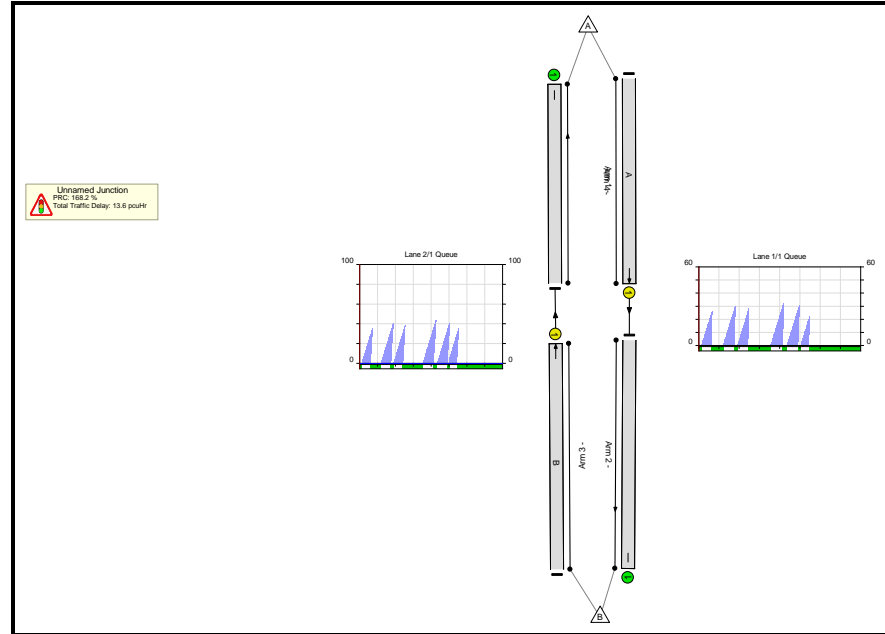 A
Unnamed Junction
PRC: 168.2 %
Total Traffic Delay: 13.6 pcuHr
A
Lane 2/1 Queue
100
100
0
0
Lane 1/1 Queue
60
60
0
0
B
Arm 3 -
Arm 2 -
B